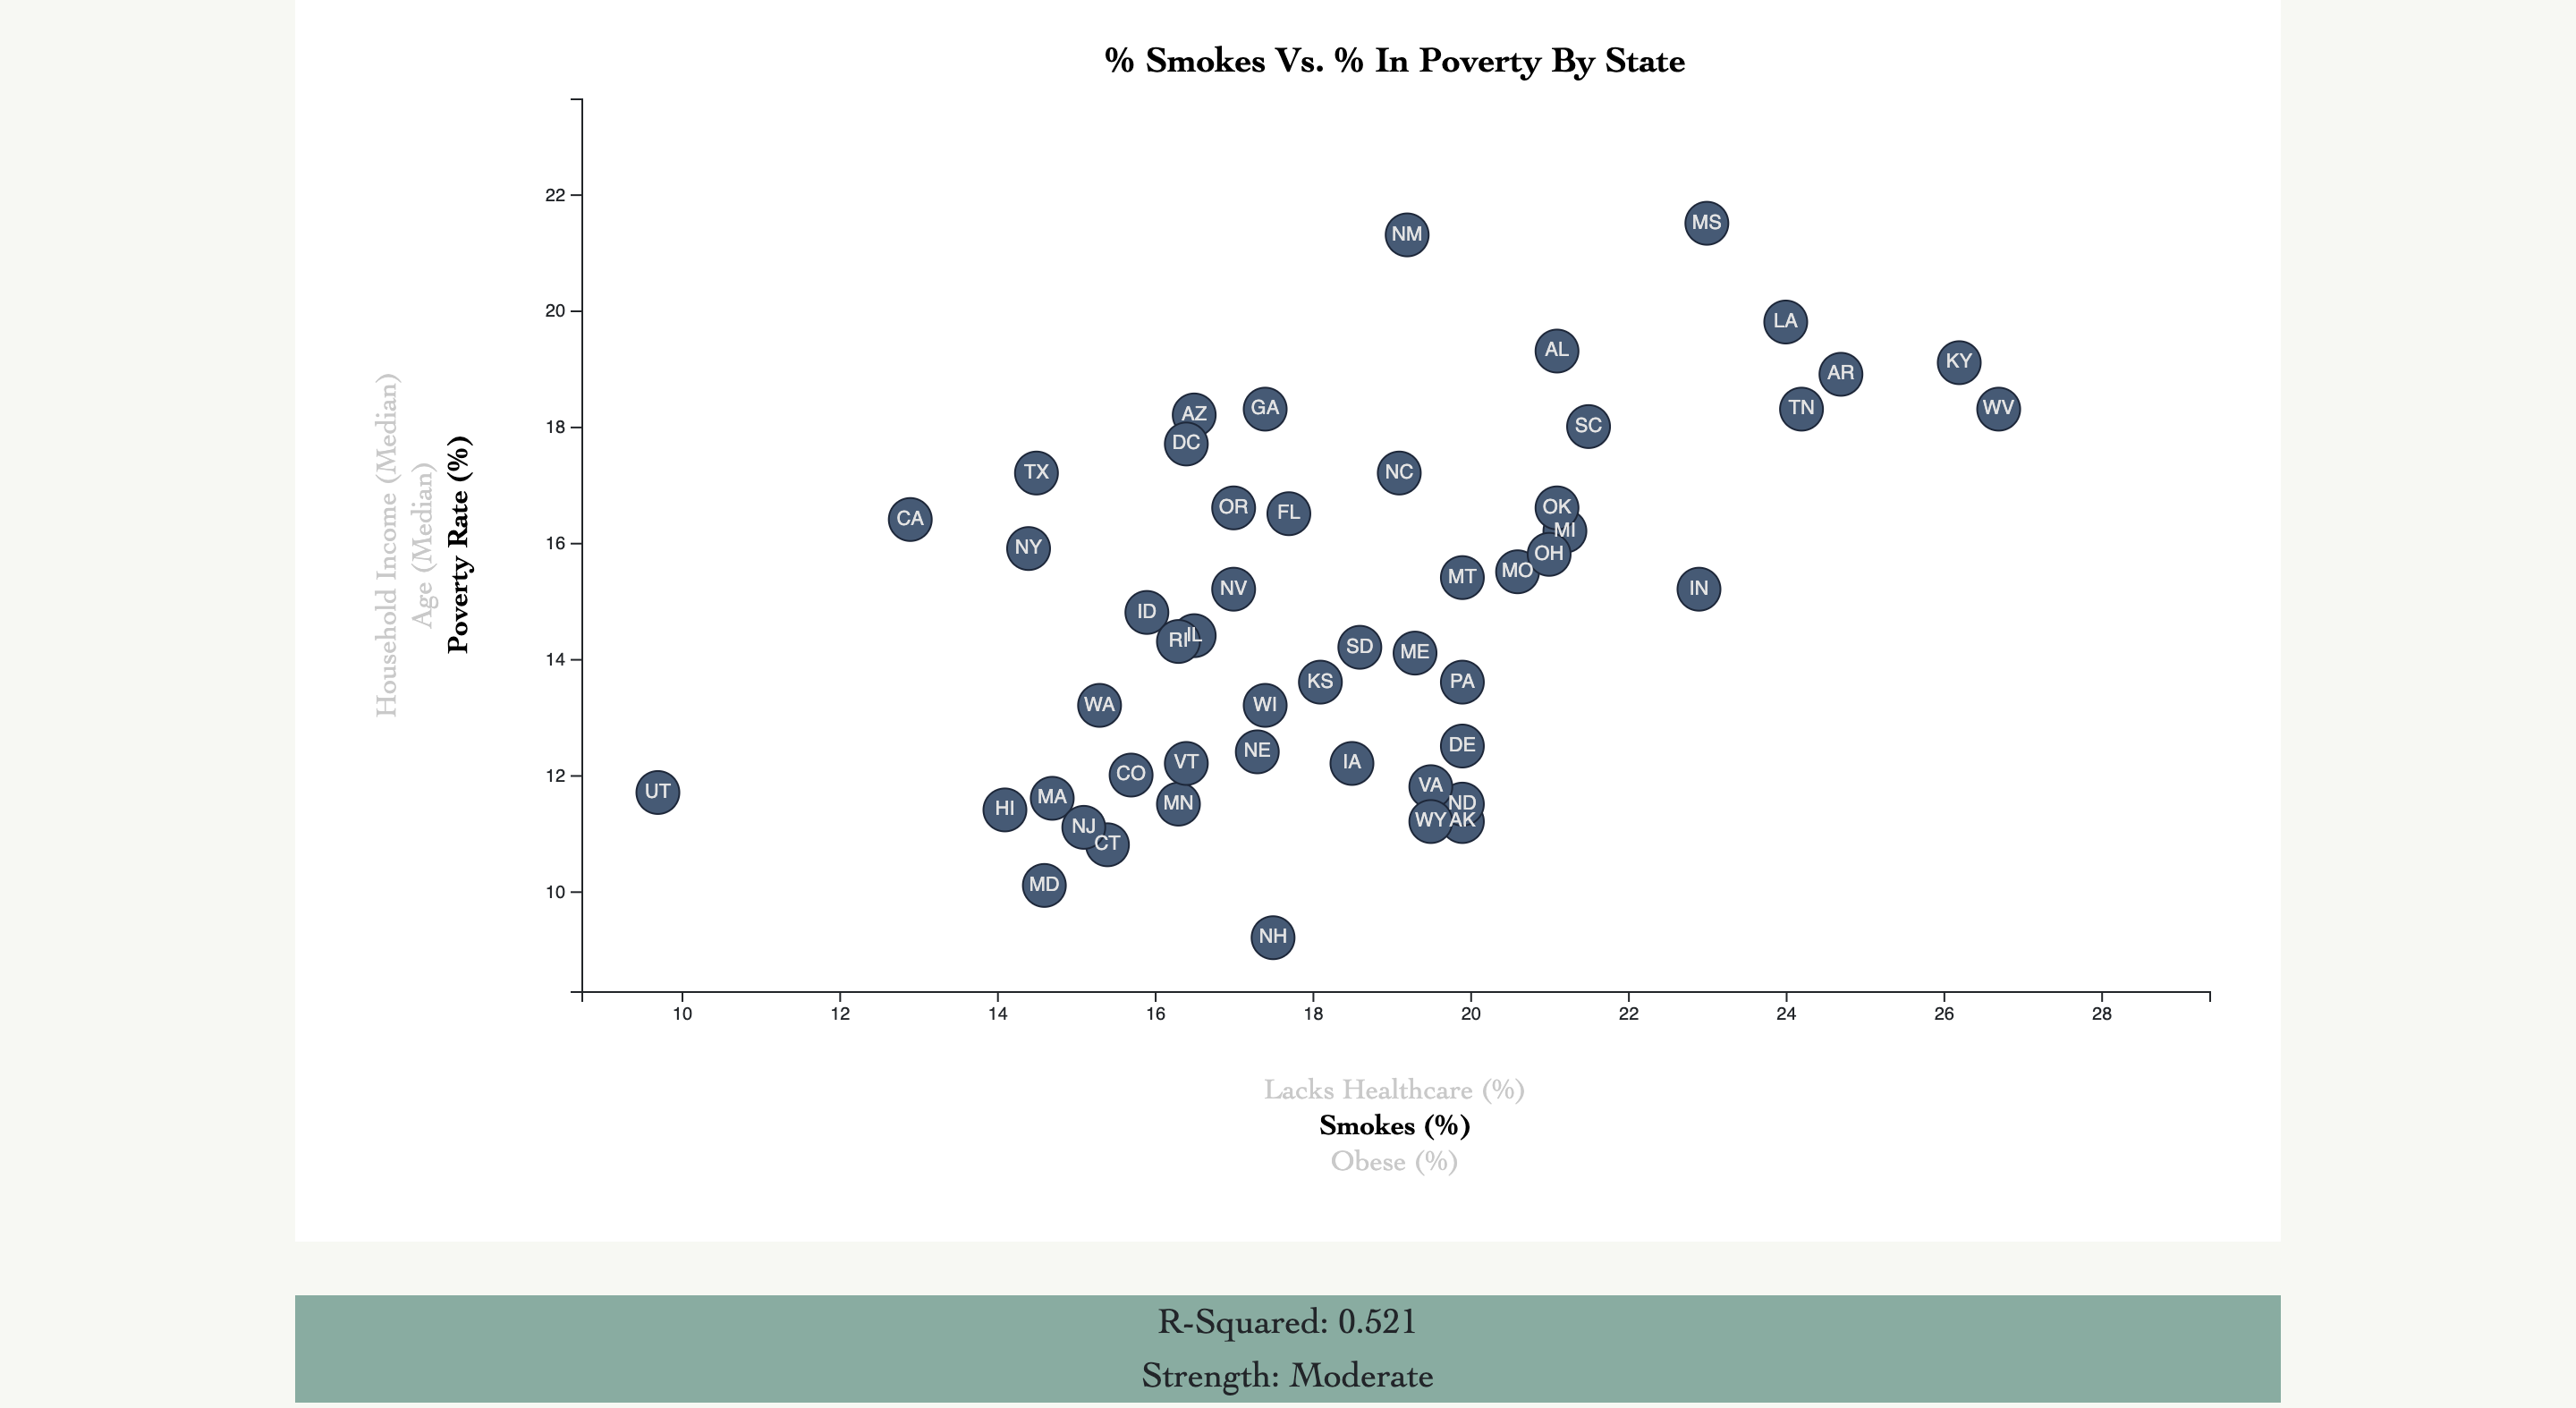 % Smokes Vs. % In Poverty By State
22
20
18
16
14
12
10
Household Income (Median)
Age (Median)
Poverty Rate (%)
NM
MS
LA
AL
KY
AR
AZ
GA
TN
WV
SC
DC
TX
NC
CA
OR
FL
OK
MI
NY
OH
MT
MO
NV
IN
ID
RI
IL
SD
ME
KS
PA
WA
WI
DE
NE
VT
IA
CO
UT
VA
MA
HI
MN
ND
NJ
WY
AK
CT
MD
NH
10
12
14
16
18
20
22
24
26
28
Lacks Healthcare (%)
Smokes (%)
Obese (%)
R-Squared: 0.521
Strength: Moderate